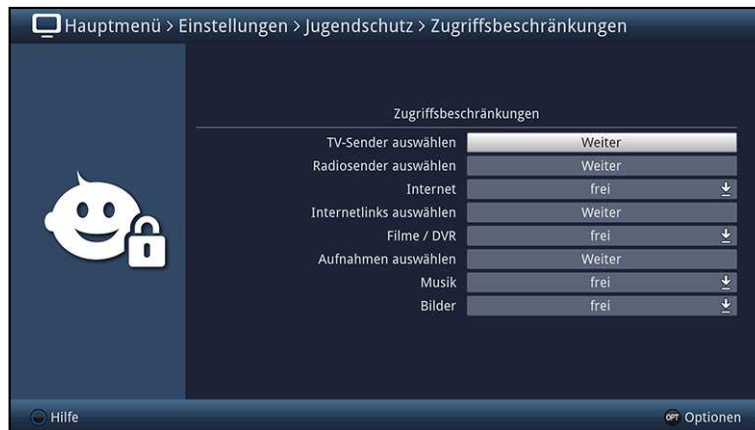 Hauptmenü > Einstellungen > Jugendschutz > Zugriffsbeschränkungen
Zugriffsbeschränkungen
TV-Sender auswählen Weiter
Radiosender auswählen Weiter
Internet frei
Internetlinks auswählen Weiter
Filme / DVR frei
Aufnahmen auswählen Weiter
Musik frei
Bilder frei
Hilfe OPT Optionen